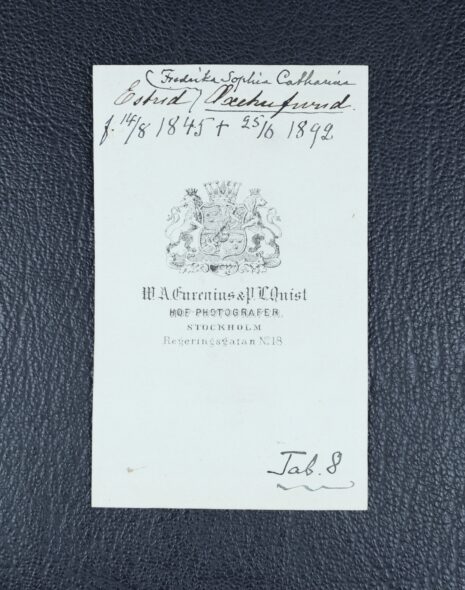 (Fredrika Sophia Catharina
Estrid) Oxehufvud.
f. 14/8 1845 + 25/6 1892
W A Eurenius & P L Quist
HOF PHOTOGRAFER,
STOCKHOLM
Regeringsgatan No 18
Tab. 8